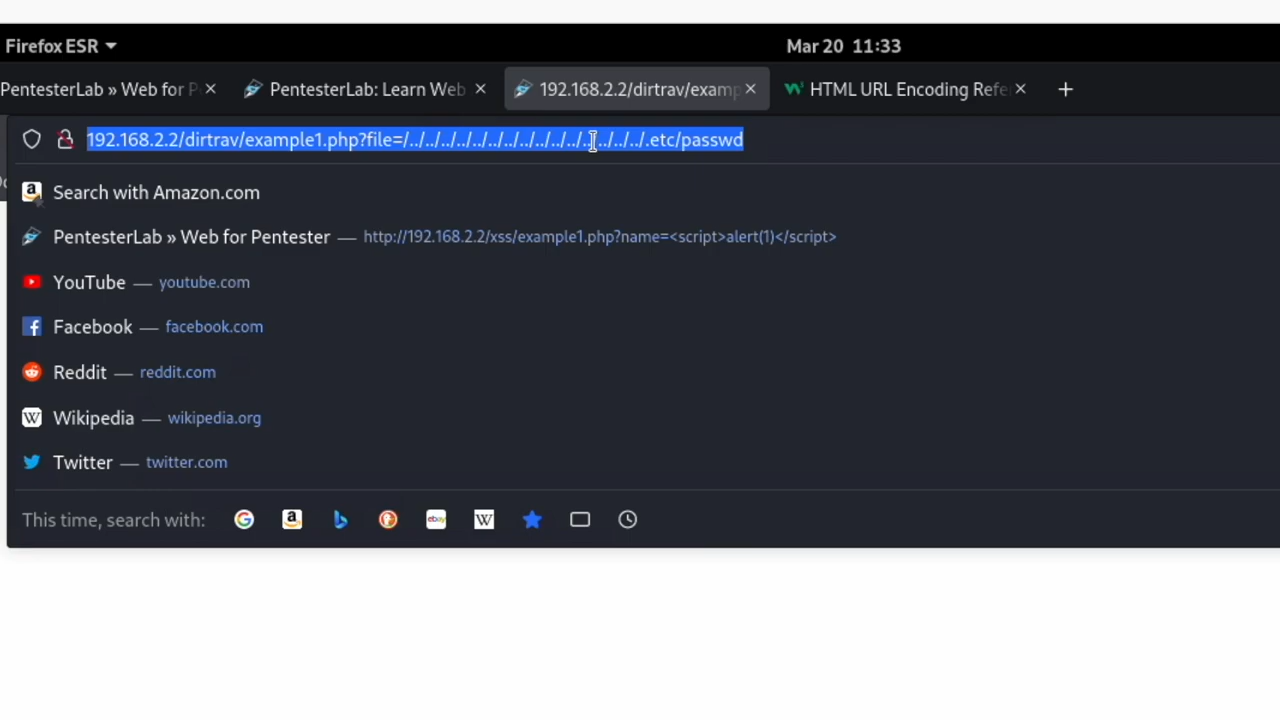 Firefox ESR
Mar 20 11:33
PentesterLab » Web for P
PentesterLab: Learn Web
192.168.2.2/dirtrav/examp
HTML URL Encoding Refe
192.168.2.2/dirtrav/example1.php?file=/../../../../../../../../../../../../../../../.etc/passwd
Search with Amazon.com
PentesterLab » Web for Pentester — http://192.168.2.2/xss/example1.php?name=<script>alert(1)</script>
YouTube — youtube.com
Facebook — facebook.com
Reddit — reddit.com
Wikipedia — wikipedia.org
Twitter — twitter.com
This time, search with: